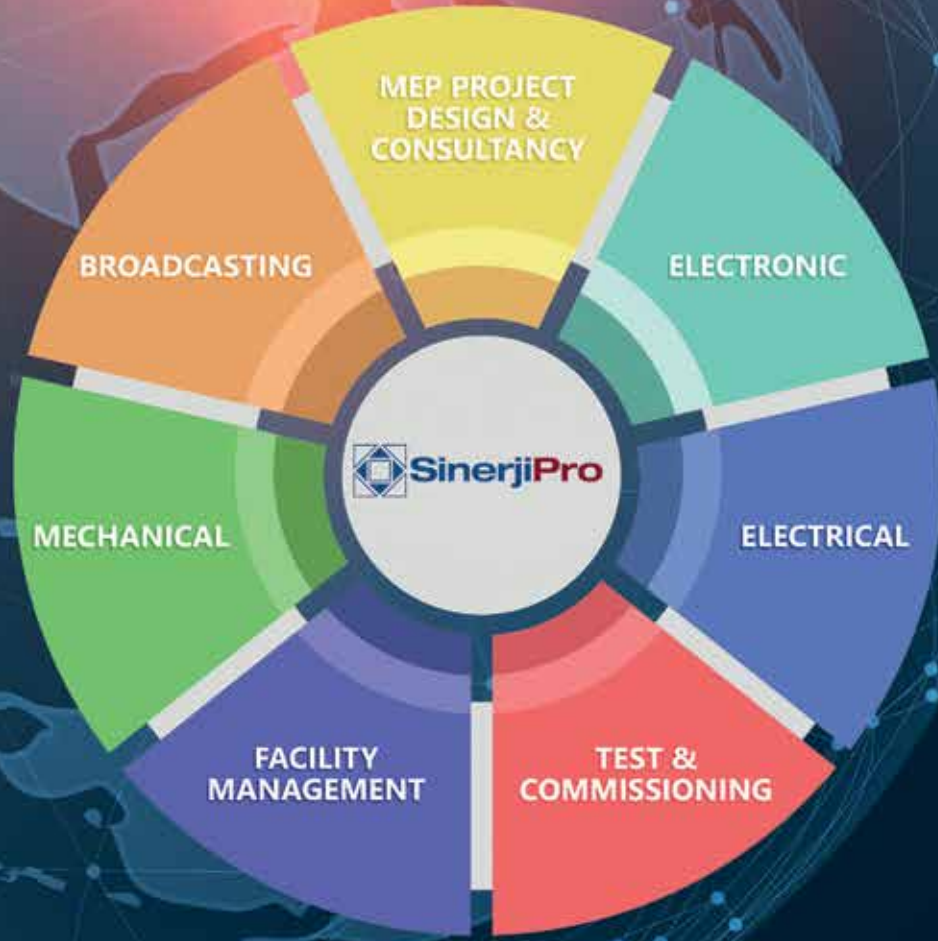 MEP PROJECT
DESIGN &
CONSULTANCY
BROADCASTING
ELECTRONIC
SinerjiPro
MECHANICAL
ELECTRICAL
FACILITY
MANAGEMENT
TEST &
COMMISSIONING